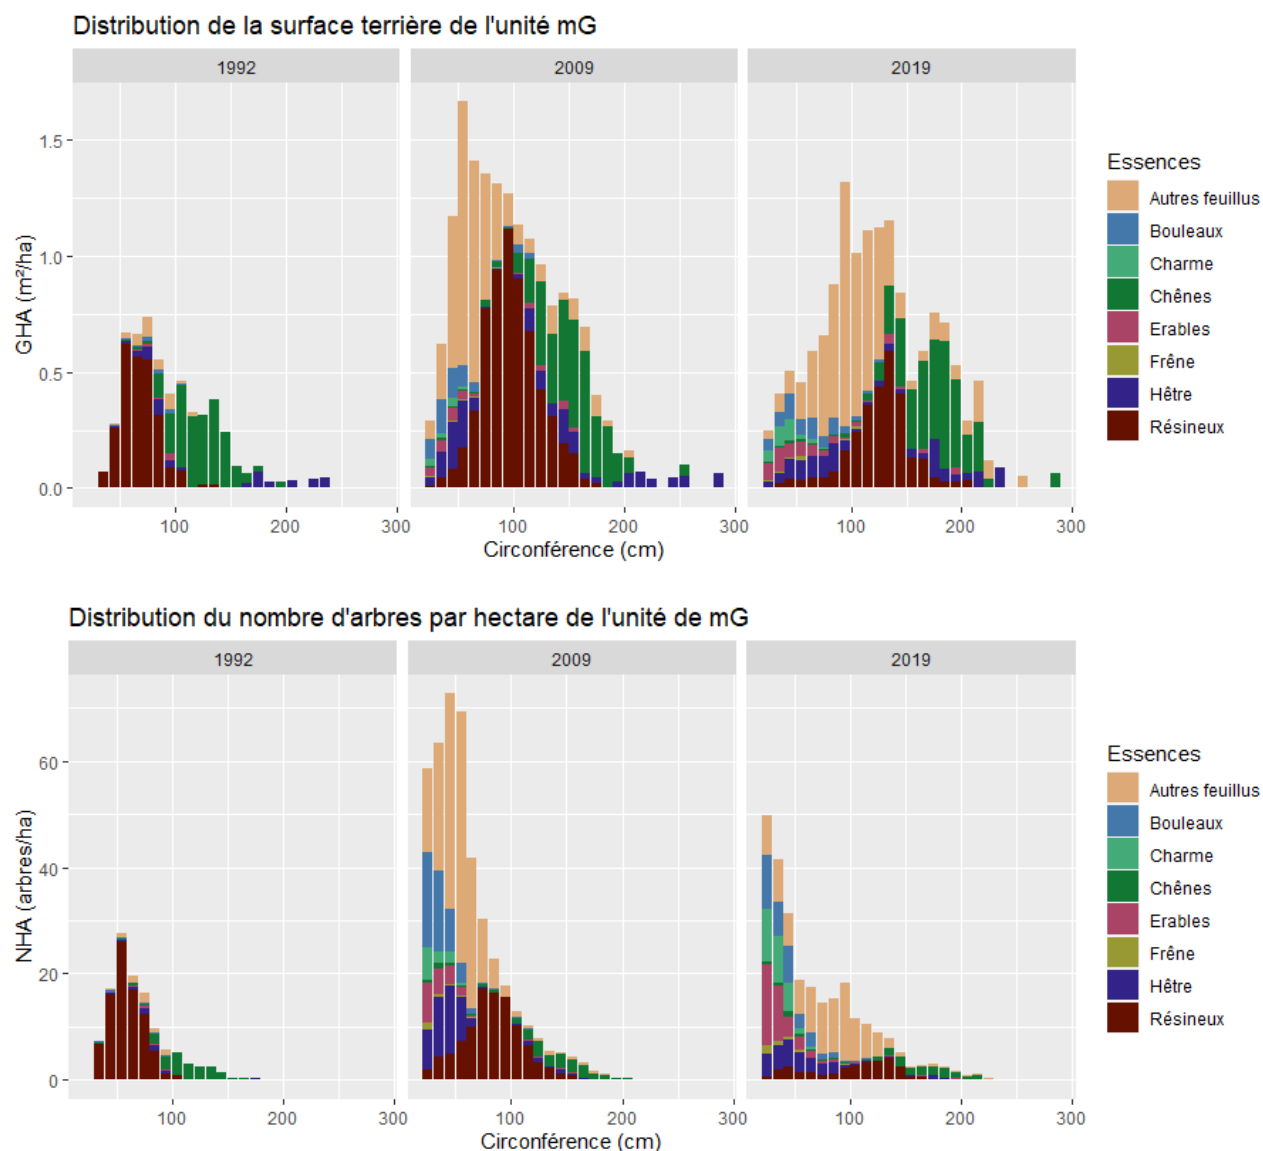 Distribution de la surface terrière de l'unité mG
1992
2009
2019
1.5
1.0
0.5
0.0
GHA (m²/ha)
100
200
300
100
200
300
100
200
300
Circonférence (cm)
Essences
Autres feuillus
Bouleaux
Charme
Chênes
Erables
Frêne
Hêtre
Résineux
Distribution du nombre d'arbres par hectare de l'unité de mG
1992
2009
2019
60
40
20
0
NHA (arbres/ha)
100
200
300
100
200
300
100
200
300
Circonférence (cm)
Essences
Autres feuillus
Bouleaux
Charme
Chênes
Erables
Frêne
Hêtre
Résineux